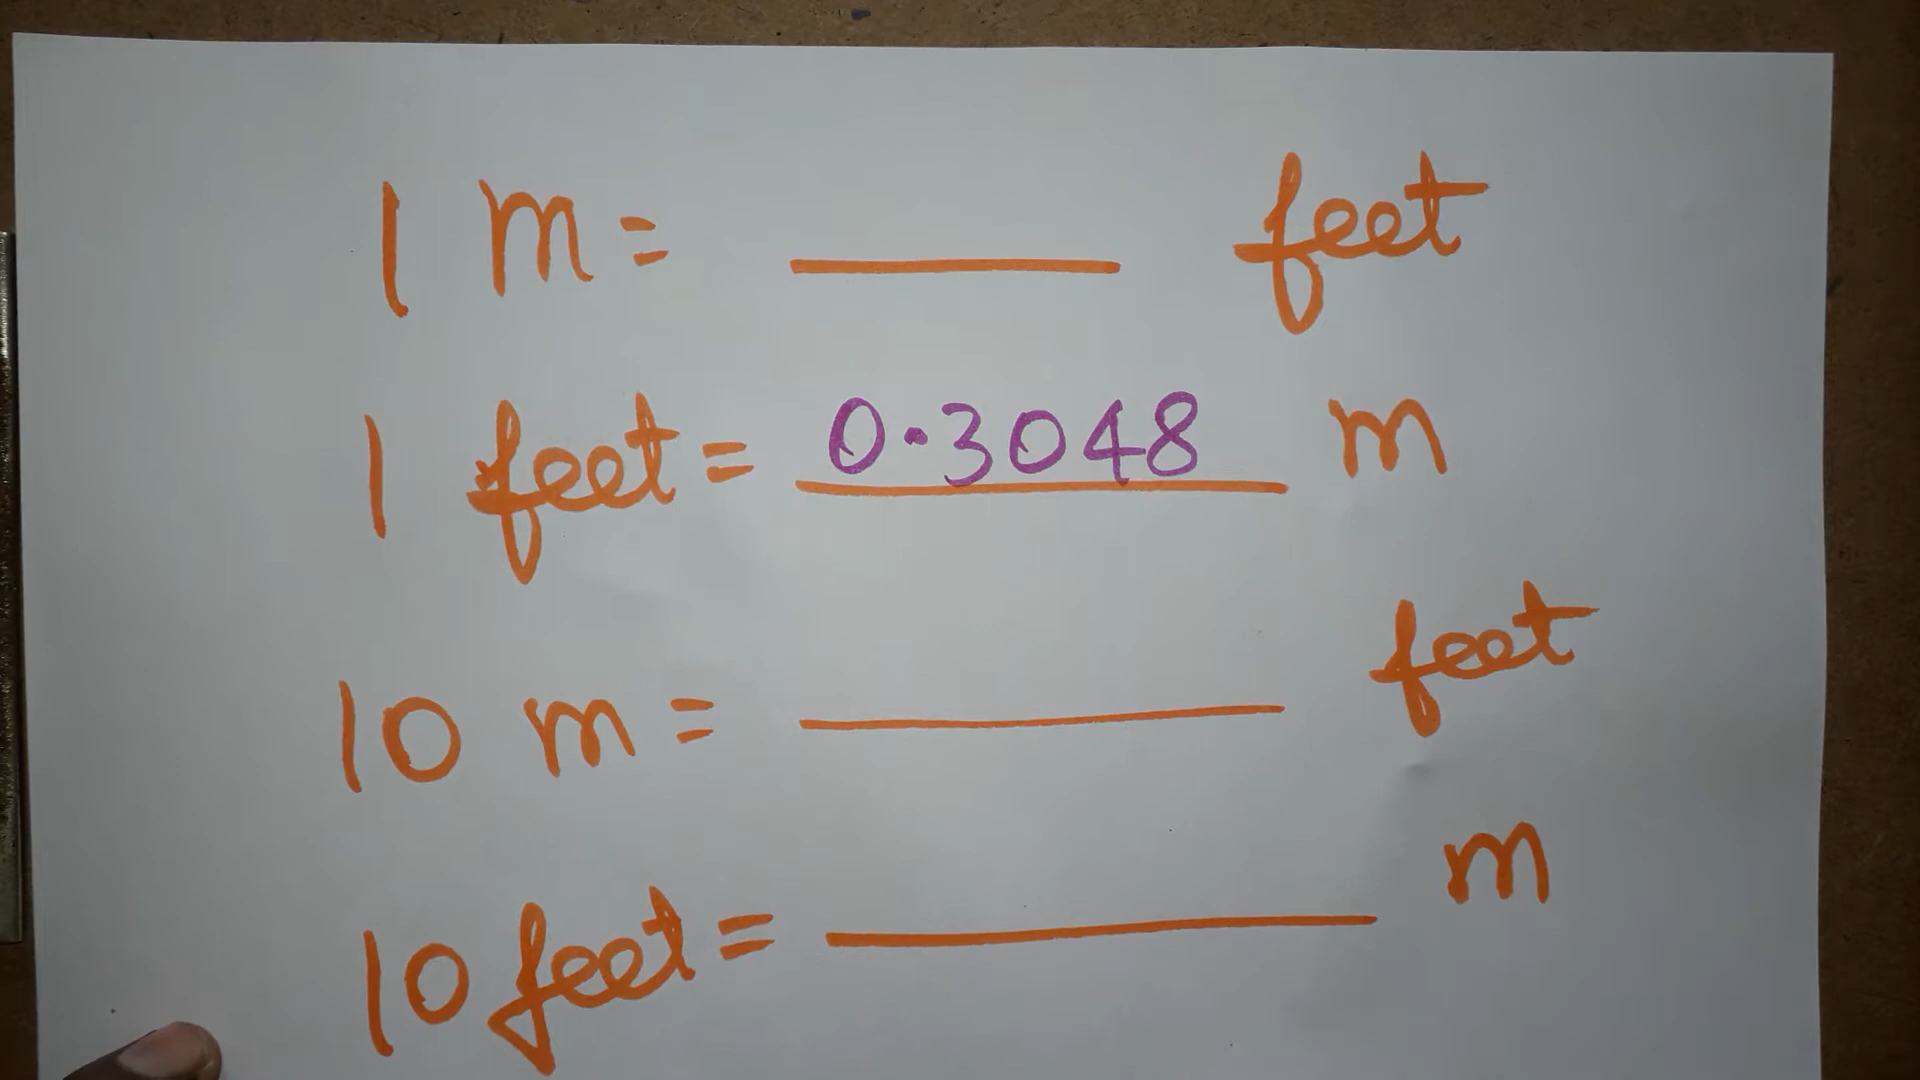 1 m = ______ feet
1 feet = 0.3048 m
10 m = ______ feet
10 feet = ______ m